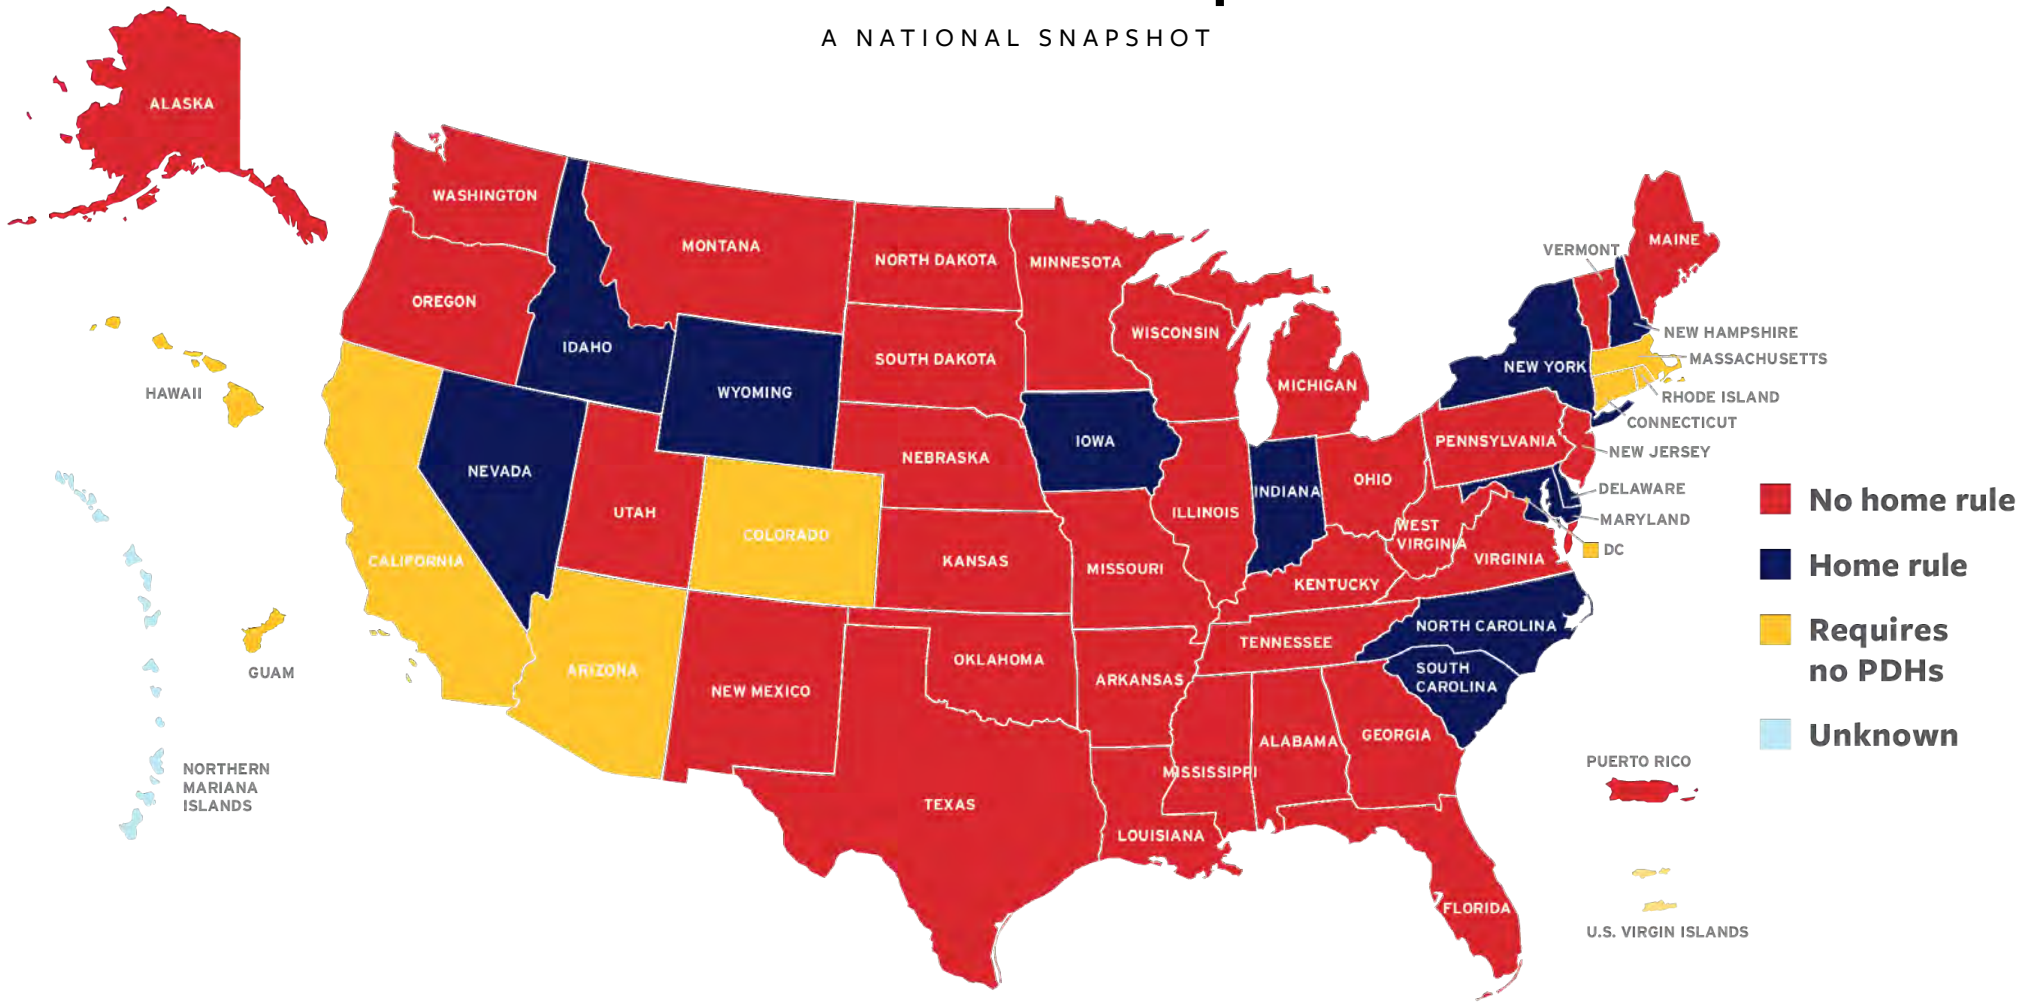 A NATIONAL SNAPSHOT
ALASKA
WASHINGTON
MONTANA
NORTH DAKOTA
MINNESOTA
MAINE
VERMONT
OREGON
IDAHO
WISCONSIN
NEW HAMPSHIRE
SOUTH DAKOTA
MASSACHUSETTS
NEW YORK
MICHIGAN
WYOMING
HAWAII
RHODE ISLAND
CONNECTICUT
IOWA
PENNSYLVANIA
NEW JERSEY
NEBRASKA
NEVADA
OHIO
INDIANA
DELAWARE
UTAH
ILLINOIS
MARYLAND
COLORADO
WEST
VIRGINIA
DC
CALIFORNIA
KANSAS
MISSOURI
VIRGINIA
KENTUCKY
NORTH CAROLINA
TENNESSEE
OKLAHOMA
ARIZONA
GUAM
ARKANSAS
SOUTH
CAROLINA
NEW MEXICO
GEORGIA
ALABAMA
MISSISSIPPI
TEXAS
LOUISIANA
FLORIDA
NORTHERN
MARIANA
ISLANDS
PUERTO RICO
U.S. VIRGIN ISLANDS
No home rule
Home rule
Requires
no PDHs
Unknown